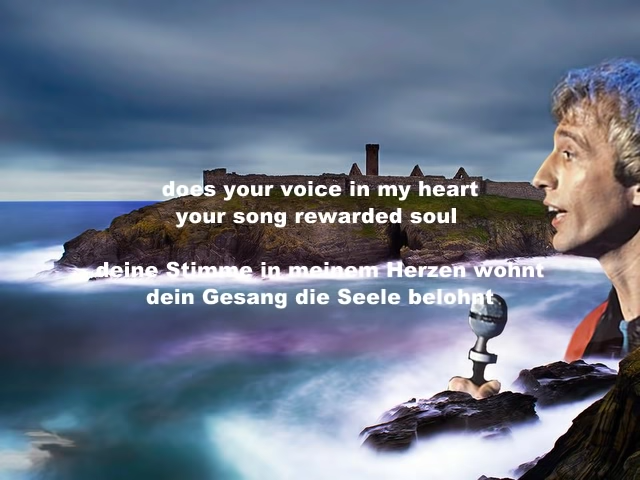 does your voice in my heart
your song rewarded soul
deine Stimme in meinem Herzen wohnt
dein Gesang die Seele belohnt